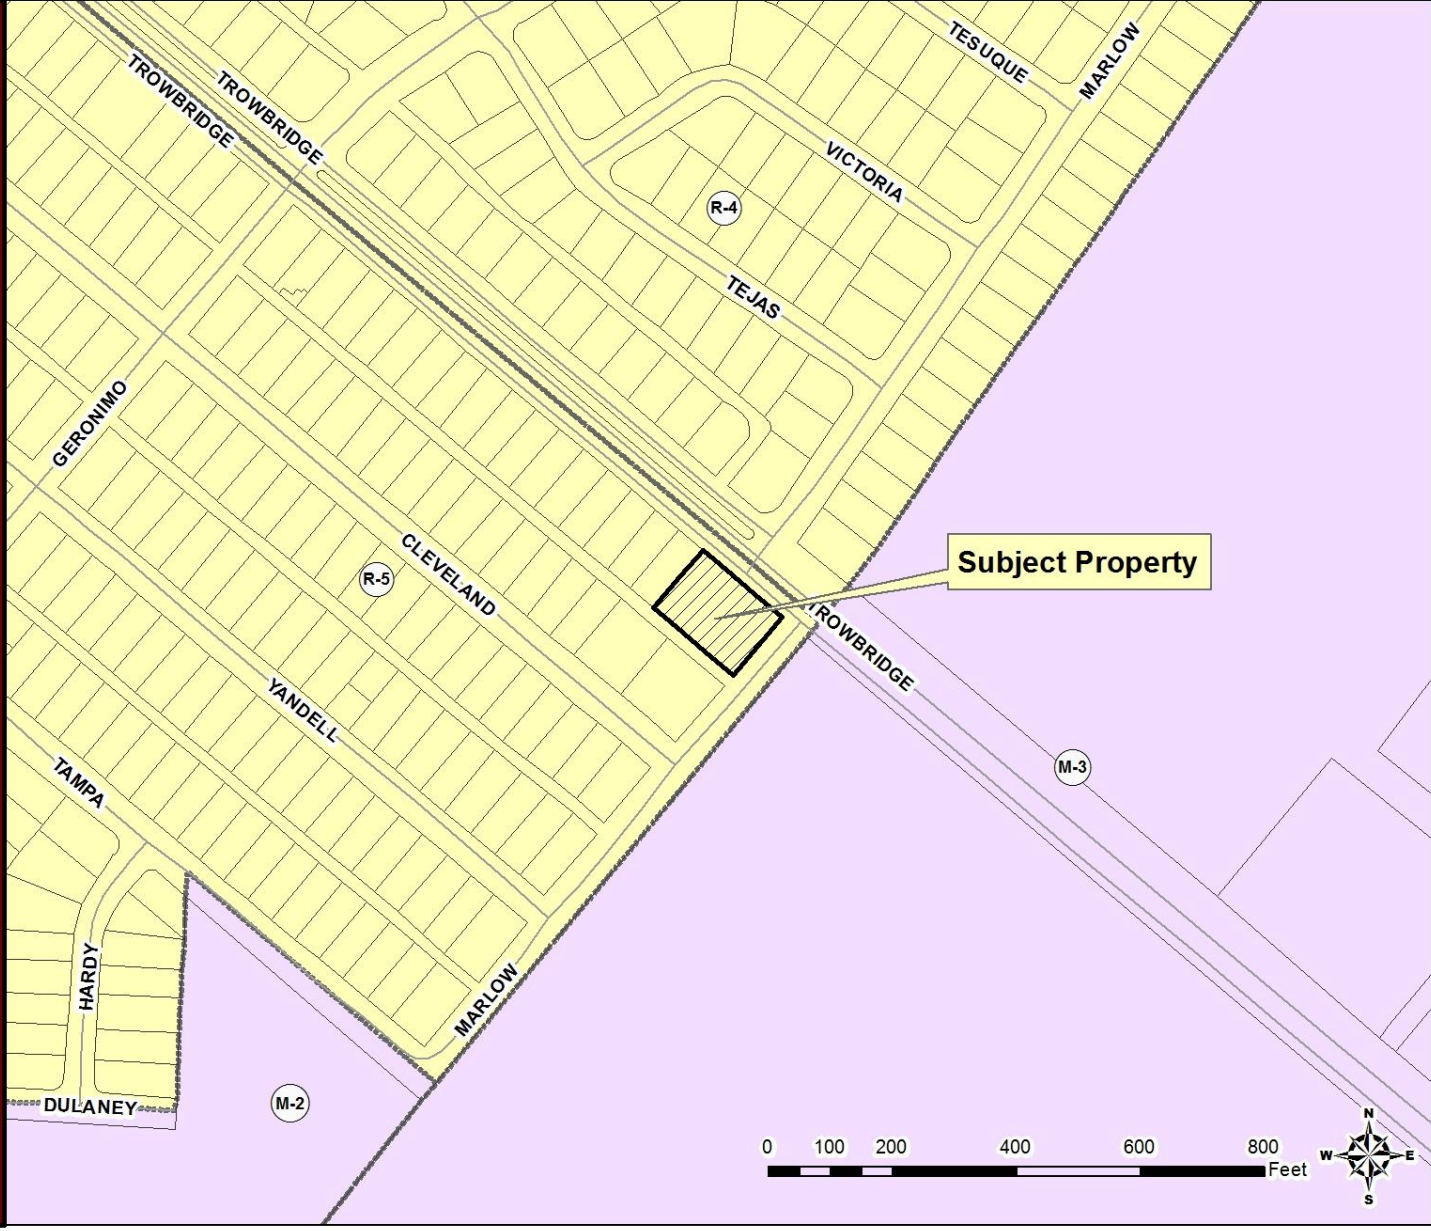 TESUQUE
MARLOW
TROWBRIDGE
TROWBRIDGE
VICTORIA
R-4
TEJAS
GERONIMO
CLEVELAND
R-5
Subject Property
TROWBRIDGE
YANDELL
TAMPA
M-3
HARDY
MARLOW
DULANEY
M-2
0 100 200 400 600 800
Feet
N
W E
S